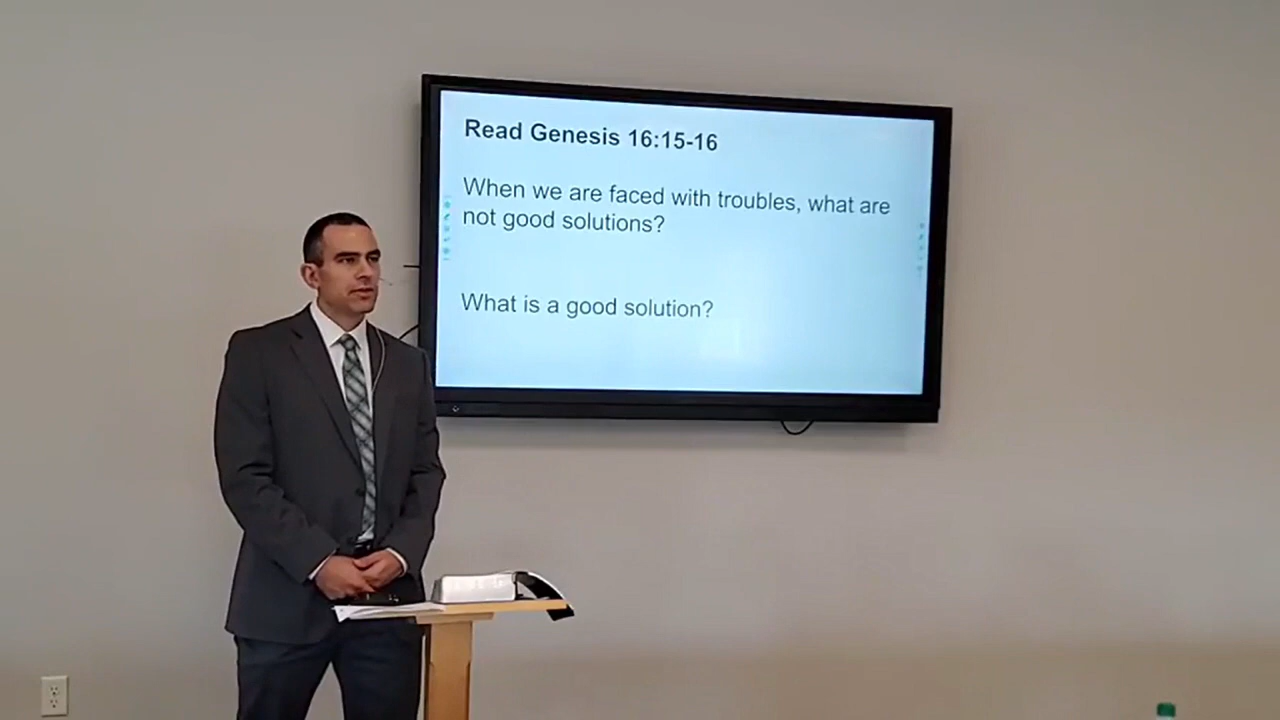 Read Genesis 16:15-16
When we are faced with troubles, what are
not good solutions?
What is a good solution?